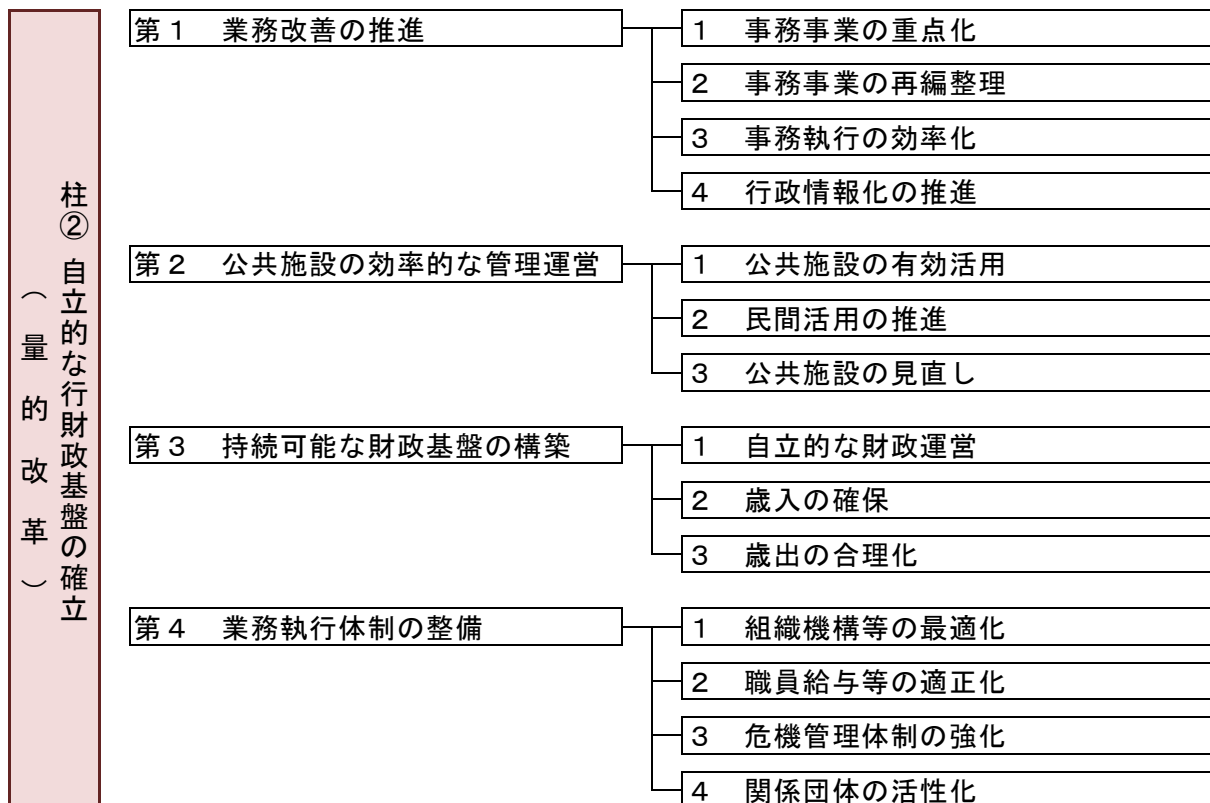 柱② 自立的な行財政基盤の確立
（量的改革）
第１　業務改善の推進
１　事務事業の重点化
２　事務事業の再編整理
３　事務執行の効率化
４　行政情報化の推進
第２　公共施設の効率的な管理運営
１　公共施設の有効活用
２　民間活用の推進
３　公共施設の見直し
第３　持続可能な財政基盤の構築
１　自立的な財政運営
２　歳入の確保
３　歳出の合理化
第４　業務執行体制の整備
１　組織機構等の最適化
２　職員給与等の適正化
３　危機管理体制の強化
４　関係団体の活性化